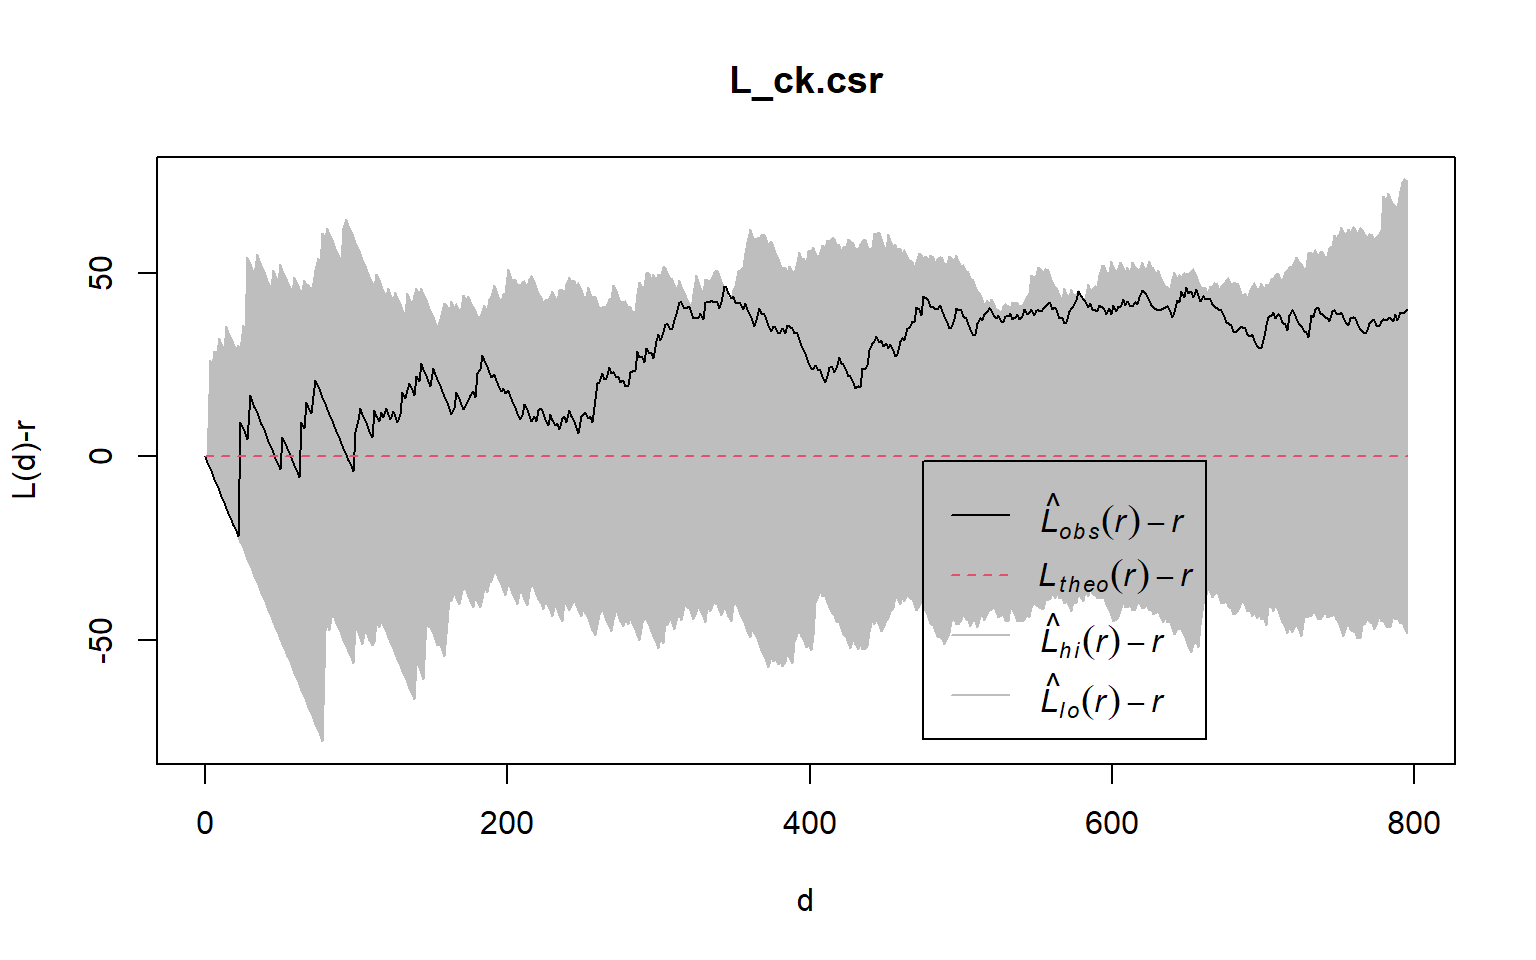 L_ck.csr
L(d)-r
50
0
-50
L̂obs(r) – r
Ltheo(r) – r
L̂hi(r) – r
L̂lo(r) – r
0 200 400 600 800
d